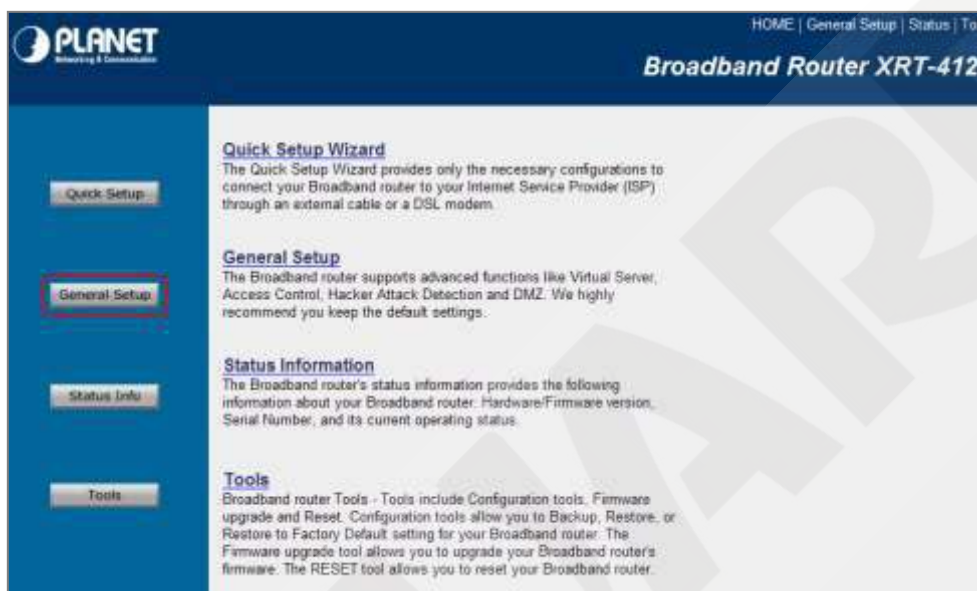 PLANET
Networking & Communication
HOME | General Setup | Status | To
Broadband Router XRT-412
Quick Setup
General Setup
Status Info
Tools
Quick Setup Wizard
The Quick Setup Wizard provides only the necessary configurations to
connect your Broadband router to your Internet Service Provider (ISP)
through an external cable or a DSL modem.
General Setup
The Broadband router supports advanced functions like Virtual Server,
Access Control, Hacker Attack Detection and DMZ. We highly
recommend you keep the default settings.
Status Information
The Broadband router's status information provides the following
information about your Broadband router: Hardware/Firmware version,
Serial Number, and its current operating status.
Tools
Broadband router Tools - Tools include Configuration tools, Firmware
upgrade and Reset. Configuration tools allow you to Backup, Restore, or
Restore to Factory Default setting for your Broadband router. The
Firmware upgrade tool allows you to upgrade your Broadband router's
firmware. The RESET tool allows you to reset your Broadband router.